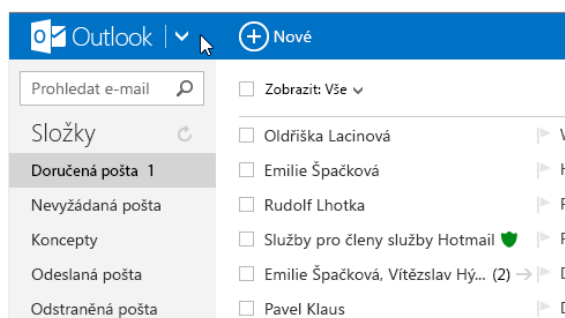 Outlook
Nové
Prohledat e-mail
Zobrazit: Vše
Složky
Doručená pošta 1
Nevyžádaná pošta
Koncepty
Odeslaná pošta
Odstraněná pošta
Oldřiška Lacinová
Emilie Špačková
Rudolf Lhotka
Služby pro členy služby Hotmail
Emilie Špačková, Vítězslav Hý... (2)
Pavel Klaus